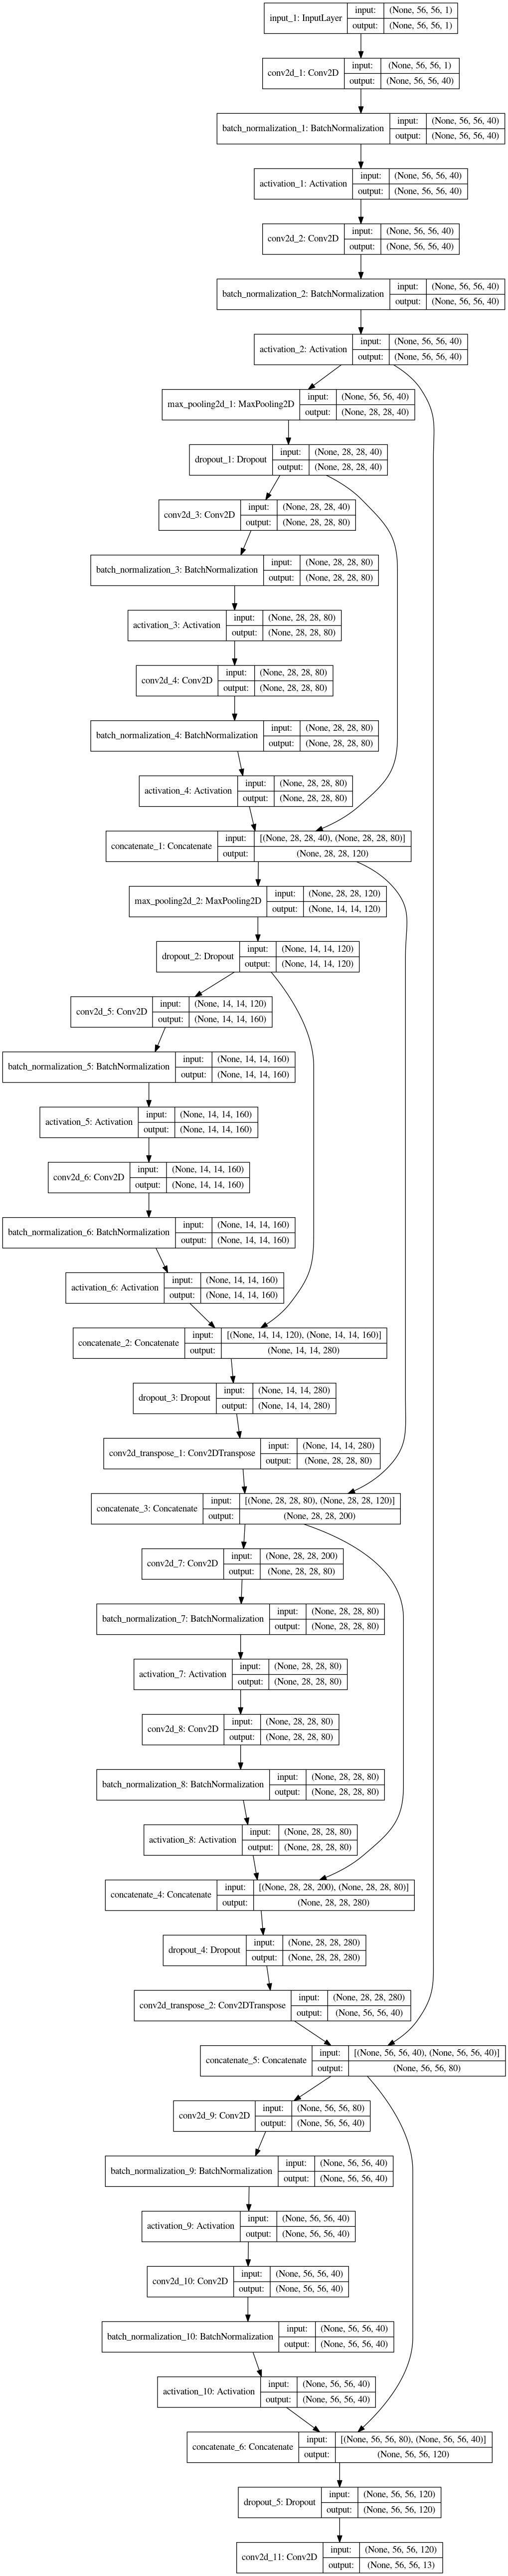 input_1: InputLayer
input: (None, 56, 56, 1)
output: (None, 56, 56, 1)
conv2d_1: Conv2D
input: (None, 56, 56, 1)
output: (None, 56, 56, 40)
batch_normalization_1: BatchNormalization
input: (None, 56, 56, 40)
output: (None, 56, 56, 40)
activation_1: Activation
input: (None, 56, 56, 40)
output: (None, 56, 56, 40)
conv2d_2: Conv2D
input: (None, 56, 56, 40)
output: (None, 56, 56, 40)
batch_normalization_2: BatchNormalization
input: (None, 56, 56, 40)
output: (None, 56, 56, 40)
activation_2: Activation
input: (None, 56, 56, 40)
output: (None, 56, 56, 40)
max_pooling2d_1: MaxPooling2D
input: (None, 56, 56, 40)
output: (None, 28, 28, 40)
dropout_1: Dropout
input: (None, 28, 28, 40)
output: (None, 28, 28, 40)
conv2d_3: Conv2D
input: (None, 28, 28, 40)
output: (None, 28, 28, 80)
batch_normalization_3: BatchNormalization
input: (None, 28, 28, 80)
output: (None, 28, 28, 80)
activation_3: Activation
input: (None, 28, 28, 80)
output: (None, 28, 28, 80)
conv2d_4: Conv2D
input: (None, 28, 28, 80)
output: (None, 28, 28, 80)
batch_normalization_4: BatchNormalization
input: (None, 28, 28, 80)
output: (None, 28, 28, 80)
activation_4: Activation
input: (None, 28, 28, 80)
output: (None, 28, 28, 80)
concatenate_1: Concatenate
input: [(None, 28, 28, 40), (None, 28, 28, 80)]
output: (None, 28, 28, 120)
max_pooling2d_2: MaxPooling2D
input: (None, 28, 28, 120)
output: (None, 14, 14, 120)
dropout_2: Dropout
input: (None, 14, 14, 120)
output: (None, 14, 14, 120)
conv2d_5: Conv2D
input: (None, 14, 14, 120)
output: (None, 14, 14, 160)
batch_normalization_5: BatchNormalization
input: (None, 14, 14, 160)
output: (None, 14, 14, 160)
activation_5: Activation
input: (None, 14, 14, 160)
output: (None, 14, 14, 160)
conv2d_6: Conv2D
input: (None, 14, 14, 160)
output: (None, 14, 14, 160)
batch_normalization_6: BatchNormalization
input: (None, 14, 14, 160)
output: (None, 14, 14, 160)
activation_6: Activation
input: (None, 14, 14, 160)
output: (None, 14, 14, 160)
concatenate_2: Concatenate
input: [(None, 14, 14, 120), (None, 14, 14, 160)]
output: (None, 14, 14, 280)
dropout_3: Dropout
input: (None, 14, 14, 280)
output: (None, 14, 14, 280)
conv2d_transpose_1: Conv2DTranspose
input: (None, 14, 14, 280)
output: (None, 28, 28, 80)
concatenate_3: Concatenate
input: [(None, 28, 28, 80), (None, 28, 28, 120)]
output: (None, 28, 28, 200)
conv2d_7: Conv2D
input: (None, 28, 28, 200)
output: (None, 28, 28, 80)
batch_normalization_7: BatchNormalization
input: (None, 28, 28, 80)
output: (None, 28, 28, 80)
activation_7: Activation
input: (None, 28, 28, 80)
output: (None, 28, 28, 80)
conv2d_8: Conv2D
input: (None, 28, 28, 80)
output: (None, 28, 28, 80)
batch_normalization_8: BatchNormalization
input: (None, 28, 28, 80)
output: (None, 28, 28, 80)
activation_8: Activation
input: (None, 28, 28, 80)
output: (None, 28, 28, 80)
concatenate_4: Concatenate
input: [(None, 28, 28, 200), (None, 28, 28, 80)]
output: (None, 28, 28, 280)
dropout_4: Dropout
input: (None, 28, 28, 280)
output: (None, 28, 28, 280)
conv2d_transpose_2: Conv2DTranspose
input: (None, 28, 28, 280)
output: (None, 56, 56, 40)
concatenate_5: Concatenate
input: [(None, 56, 56, 40), (None, 56, 56, 40)]
output: (None, 56, 56, 80)
conv2d_9: Conv2D
input: (None, 56, 56, 80)
output: (None, 56, 56, 40)
batch_normalization_9: BatchNormalization
input: (None, 56, 56, 40)
output: (None, 56, 56, 40)
activation_9: Activation
input: (None, 56, 56, 40)
output: (None, 56, 56, 40)
conv2d_10: Conv2D
input: (None, 56, 56, 40)
output: (None, 56, 56, 40)
batch_normalization_10: BatchNormalization
input: (None, 56, 56, 40)
output: (None, 56, 56, 40)
activation_10: Activation
input: (None, 56, 56, 40)
output: (None, 56, 56, 40)
concatenate_6: Concatenate
input: [(None, 56, 56, 80), (None, 56, 56, 40)]
output: (None, 56, 56, 120)
dropout_5: Dropout
input: (None, 56, 56, 120)
output: (None, 56, 56, 120)
conv2d_11: Conv2D
input: (None, 56, 56, 120)
output: (None, 56, 56, 13)